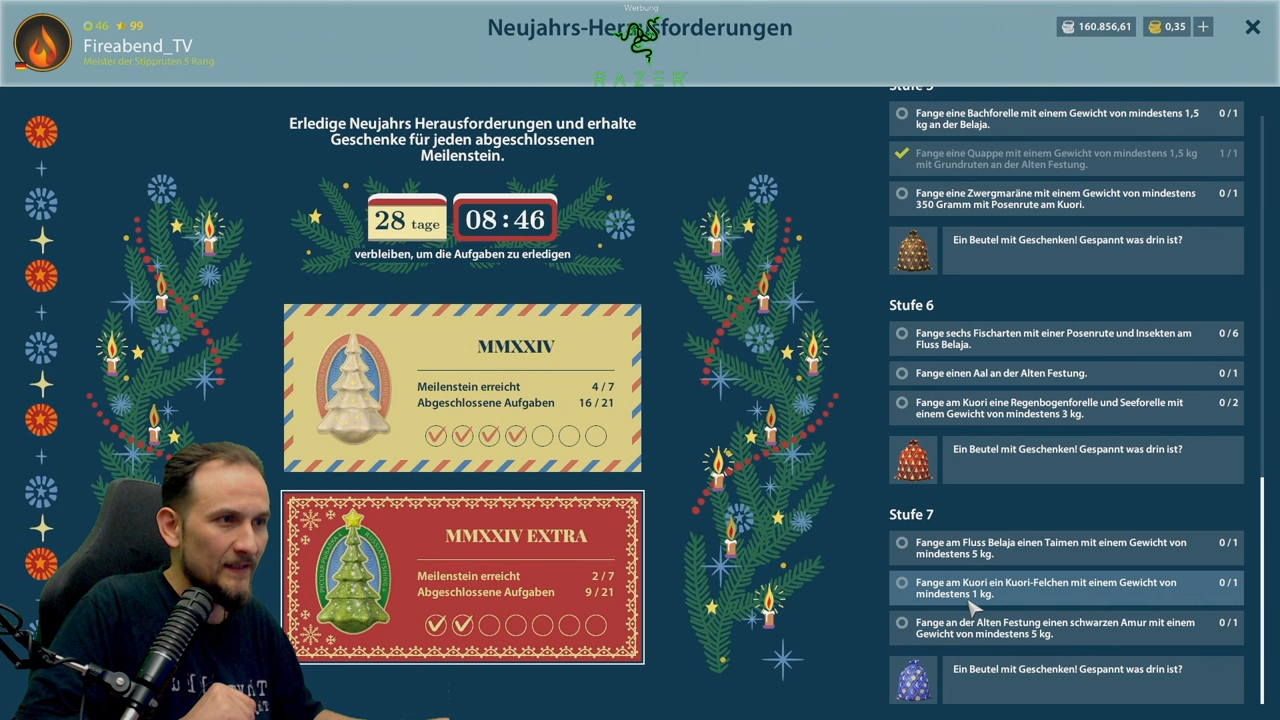 Werbung
46 99
Fireabend_TV
Meister der Stippruten 5 Rang
Neujahrs-Herausforderungen
RAZER
160.856,61
0,35 +
Erledige Neujahrs Herausforderungen und erhalte
Geschenke für jeden abgeschlossenen
Meilenstein.
28 tage 08:46
verbleiben, um die Aufgaben zu erledigen
MMXXIV
Meilenstein erreicht 4 / 7
Abgeschlossene Aufgaben 16 / 21
MMXXIV EXTRA
Meilenstein erreicht 2 / 7
Abgeschlossene Aufgaben 9 / 21
Stufe 5
Fange eine Bachforelle mit einem Gewicht von mindestens 1,5 0 / 1
kg an der Belaja.
Fange eine Quappe mit einem Gewicht von mindestens 1,5 kg 1 / 1
mit Grundruten an der Alten Festung.
Fange eine Zwergmaräne mit einem Gewicht von mindestens 0 / 1
350 Gramm mit Posenrute am Kuori.
Ein Beutel mit Geschenken! Gespannt was drin ist?
Stufe 6
Fange sechs Fischarten mit einer Posenrute und Insekten am 0 / 6
Fluss Belaja.
Fange einen Aal an der Alten Festung. 0 / 1
Fange am Kuori eine Regenbogenforelle und Seeforelle mit 0 / 2
einem Gewicht von mindestens 3 kg.
Ein Beutel mit Geschenken! Gespannt was drin ist?
Stufe 7
Fange am Fluss Belaja einen Taimen mit einem Gewicht von 0 / 1
mindestens 5 kg.
Fange am Kuori ein Kuori-Felchen mit einem Gewicht von 0 / 1
mindestens 1 kg.
Fange an der Alten Festung einen schwarzen Amur mit einem 0 / 1
Gewicht von mindestens 5 kg.
Ein Beutel mit Geschenken! Gespannt was drin ist?